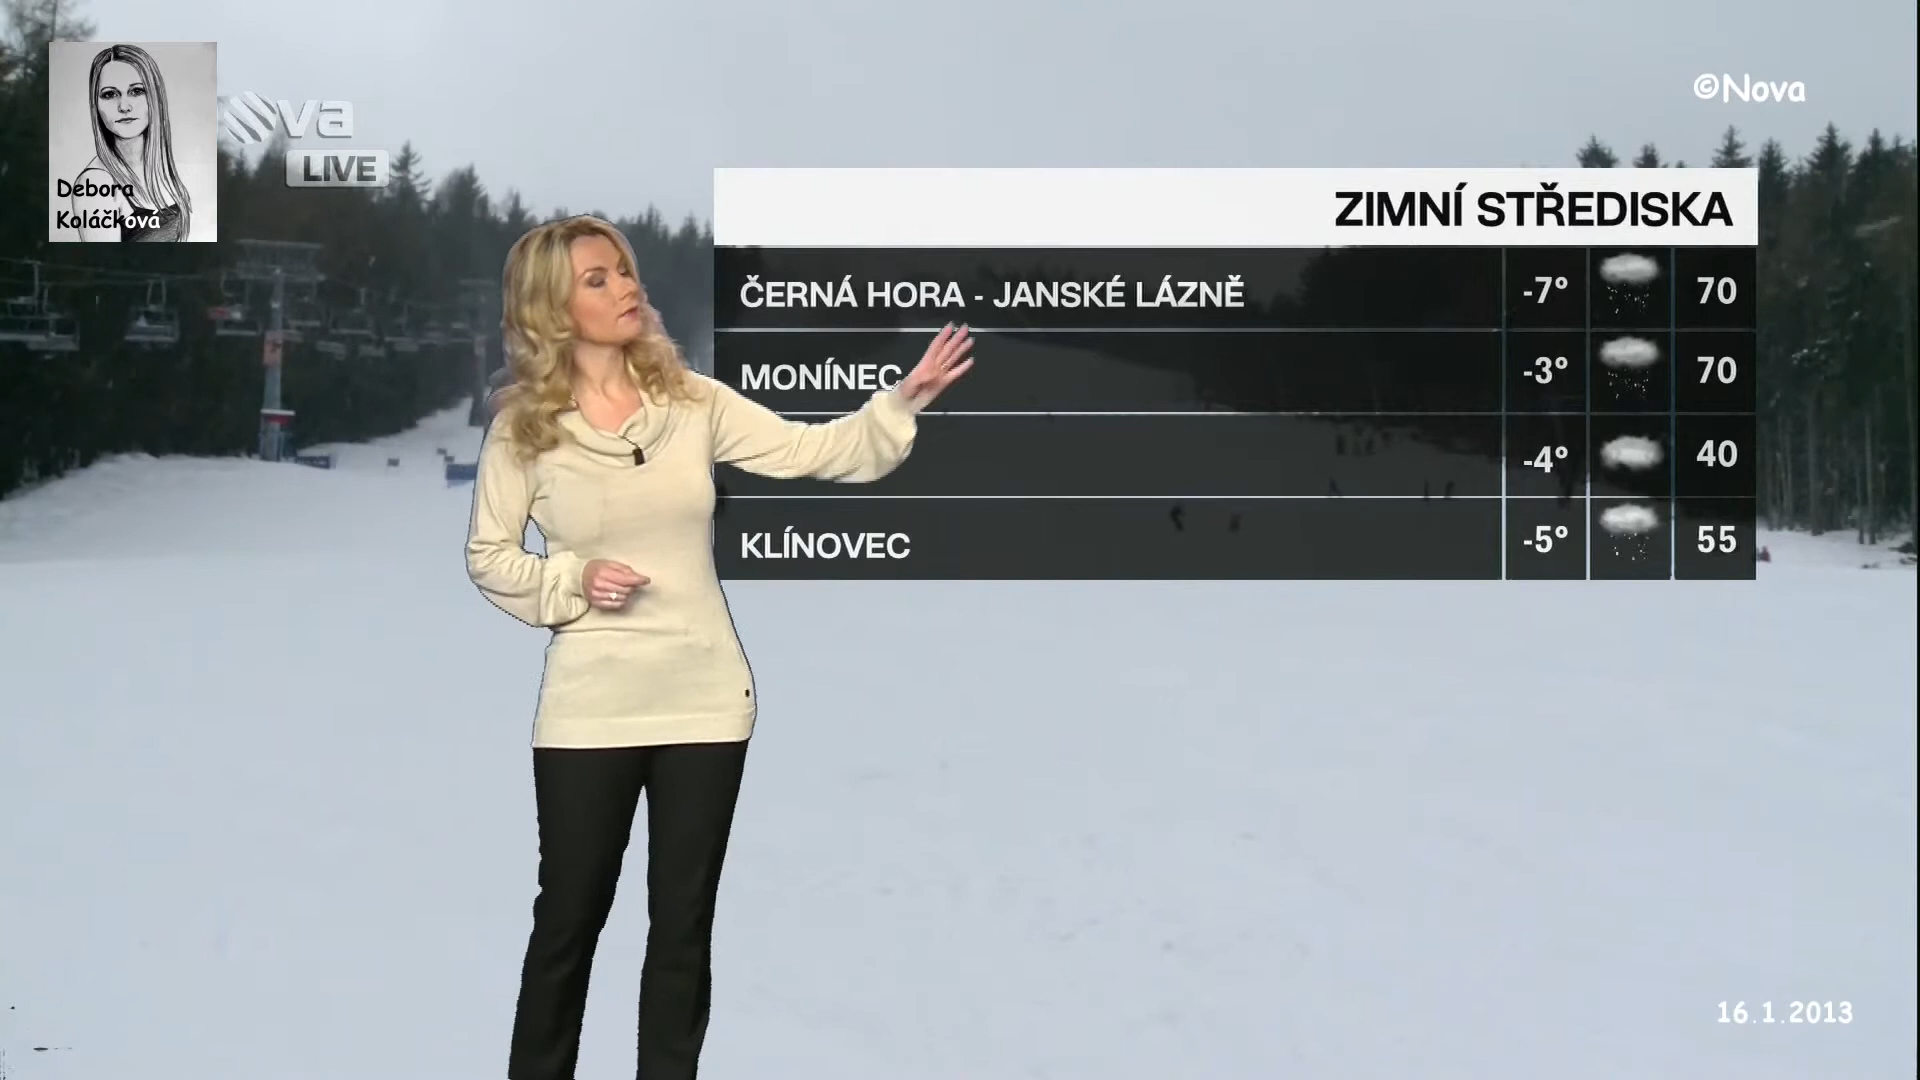 ©Nova
nova
LIVE
Debora
Koláčková
ZIMNÍ STŘEDISKA
ČERNÁ HORA - JANSKÉ LÁZNĚ -7° 70
MONÍNEC -3° 70
-4° 40
KLÍNOVEC -5° 55
16.1.2013